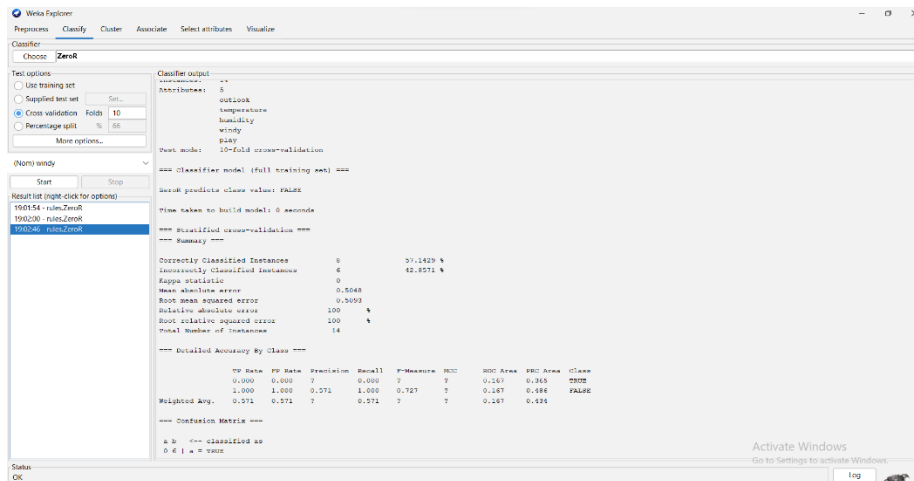 Weka Explorer
Preprocess Classify Cluster Associate Select attributes Visualize
Classifier
Choose ZeroR
Test options
Use training set
Supplied test set Set...
Cross-validation Folds 10
Percentage split % 66
More options...
(Nom) windy
Start Stop
Result list (right-click for options)
19:01:54 - rules.ZeroR
19:02:00 - rules.ZeroR
19:02:46 - rules.ZeroR
Classifier output
Instances: 14
Attributes: 5
outlook
temperature
humidity
windy
play
Test mode: 10-fold cross-validation
=== Classifier model (full training set) ===
ZeroR predicts class value: FALSE
Time taken to build model: 0 seconds
=== Stratified cross-validation ===
=== Summary ===
Correctly Classified Instances 8 57.1429 %
Incorrectly Classified Instances 6 42.8571 %
Kappa statistic 0
Mean absolute error 0.5048
Root mean squared error 0.5093
Relative absolute error 100 %
Root relative squared error 100 %
Total Number of Instances 14
=== Detailed Accuracy By Class ===
TP Rate FP Rate Precision Recall F-Measure MCC ROC Area PRC Area Class
0.000 0.000 ? 0.000 ? ? 0.167 0.365 TRUE
1.000 1.000 0.571 1.000 0.727 ? 0.167 0.486 FALSE
Weighted Avg. 0.571 0.571 ? 0.571 ? ? 0.167 0.434
=== Confusion Matrix ===
a b <-- classified as
0 6 | a = TRUE
Activate Windows
Go to Settings to activate Windows.
Status
OK
Log